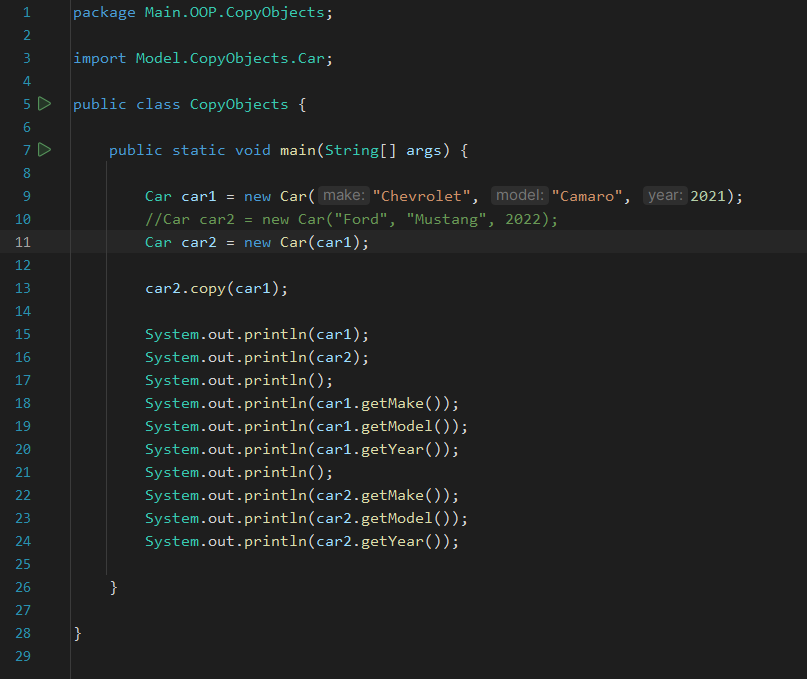 1 package Main.OOP.CopyObjects;
2
3 import Model.CopyObjects.Car;
4
5 public class CopyObjects {
6
7 public static void main(String[] args) {
8
9 Car car1 = new Car( make: "Chevrolet", model: "Camaro", year: 2021);
10 //Car car2 = new Car("Ford", "Mustang", 2022);
11 Car car2 = new Car(car1);
12
13 car2.copy(car1);
14
15 System.out.println(car1);
16 System.out.println(car2);
17 System.out.println();
18 System.out.println(car1.getMake());
19 System.out.println(car1.getModel());
20 System.out.println(car1.getYear());
21 System.out.println();
22 System.out.println(car2.getMake());
23 System.out.println(car2.getModel());
24 System.out.println(car2.getYear());
25
26 }
27
28 }
29